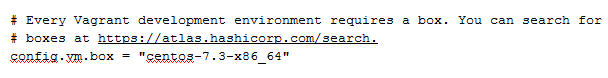 # Every Vagrant development environment requires a box. You can search for
# boxes at https://atlas.hashicorp.com/search.
config.vm.box = "centos-7.3-x86_64"